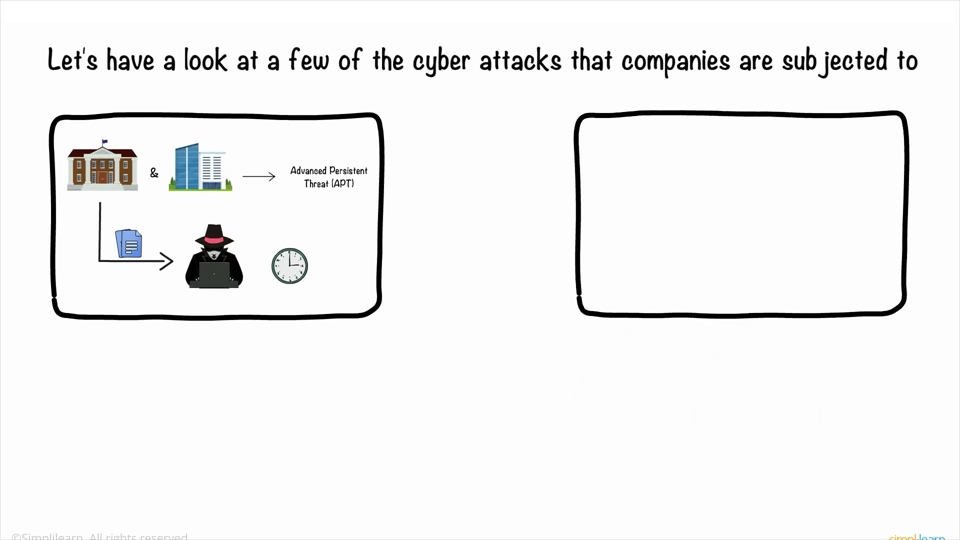 Let's have a look at a few of the cyber attacks that companies are subjected to
&
Advanced Persistent
Threat (APT)
©Simplilearn. All rights reserved.
simplilearn